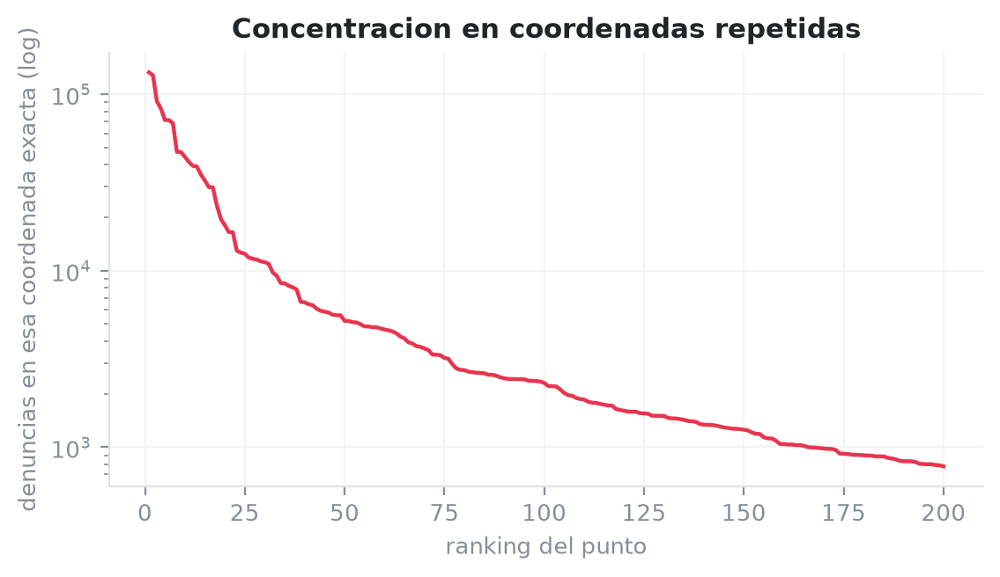 Concentracion en coordenadas repetidas
denuncias en esa coordenada exacta (log)
10⁵
10⁴
10³
0 25 50 75 100 125 150 175 200
ranking del punto